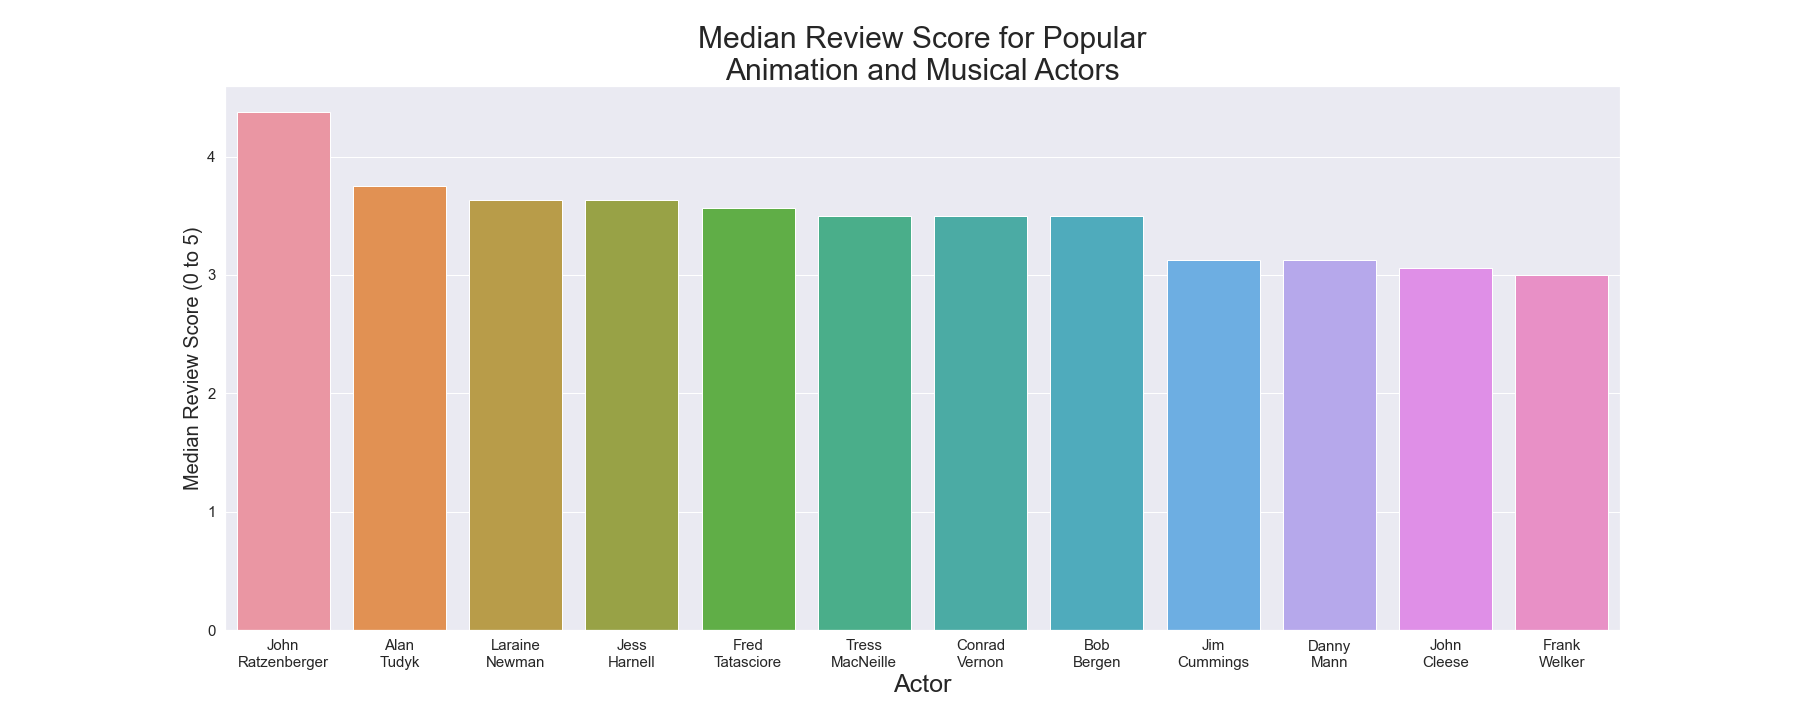 Median Review Score for Popular
Animation and Musical Actors
Median Review Score (0 to 5)
4
3
2
1
0
John
Ratzenberger
Alan
Tudyk
Laraine
Newman
Jess
Harnell
Fred
Tatasciore
Tress
MacNeille
Conrad
Vernon
Bob
Bergen
Jim
Cummings
Danny
Mann
John
Cleese
Frank
Welker
Actor